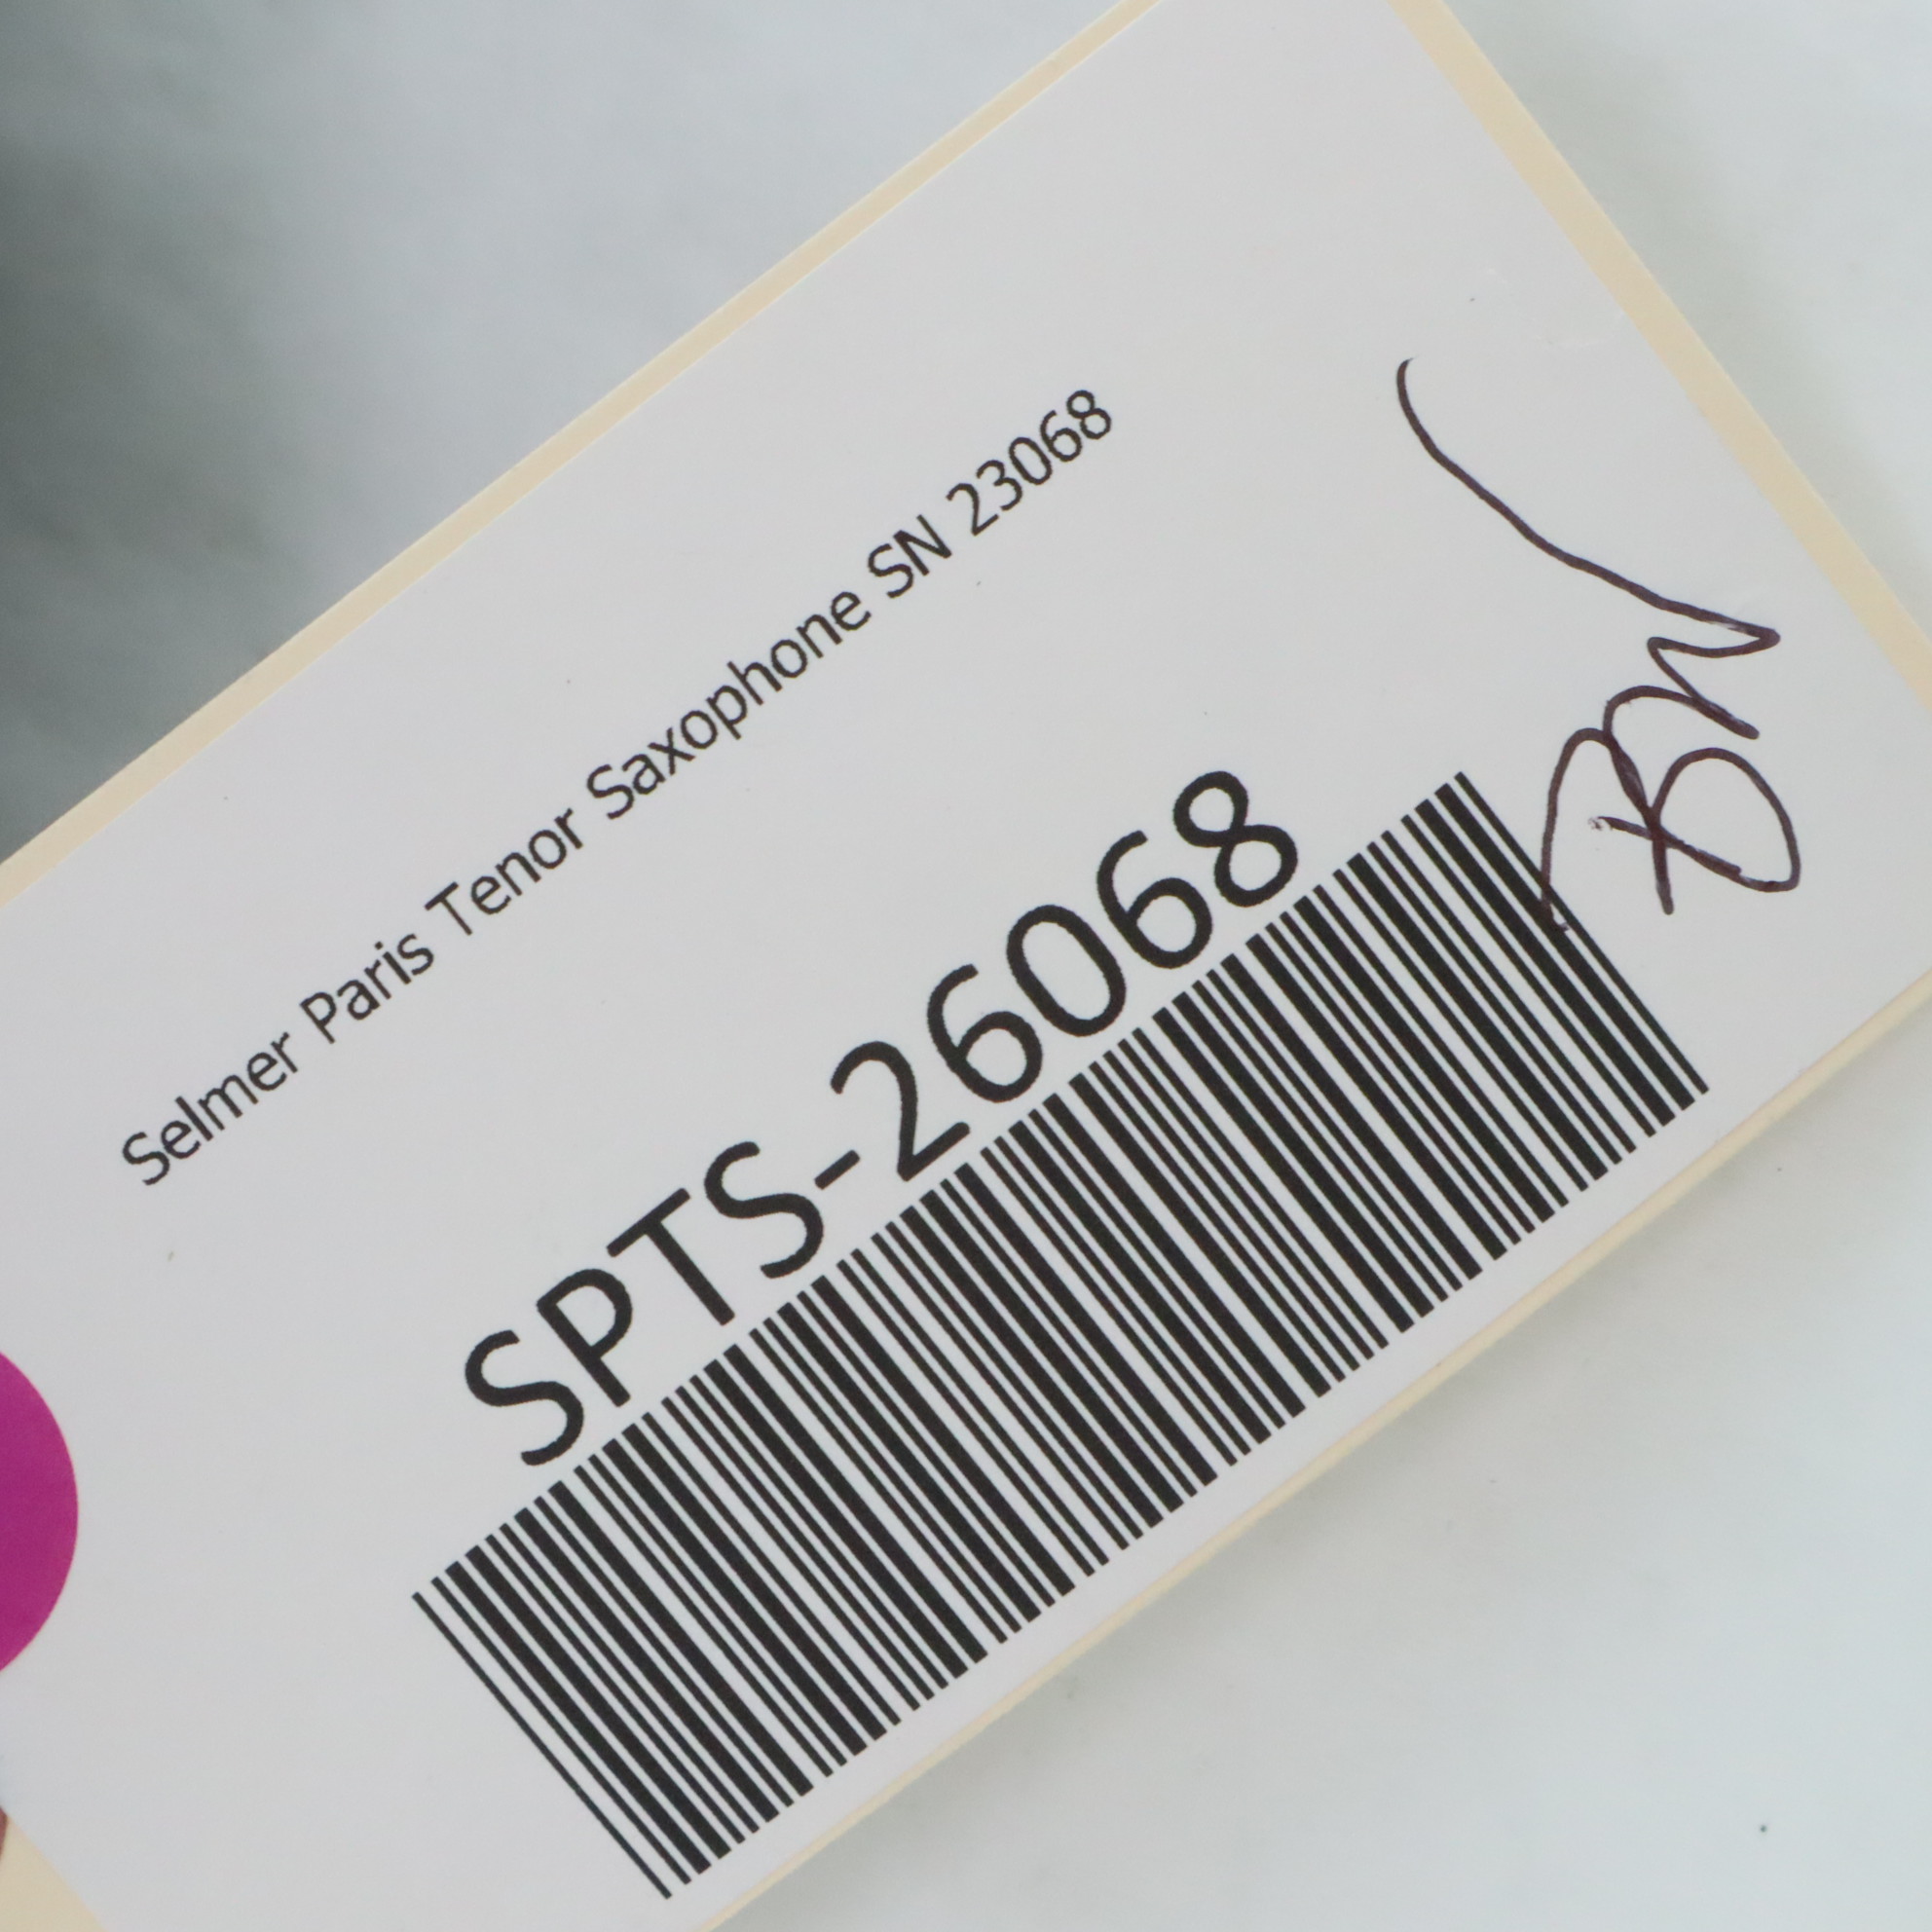 Selmer Paris Tenor Saxophone SN 23068
SPTS-26068